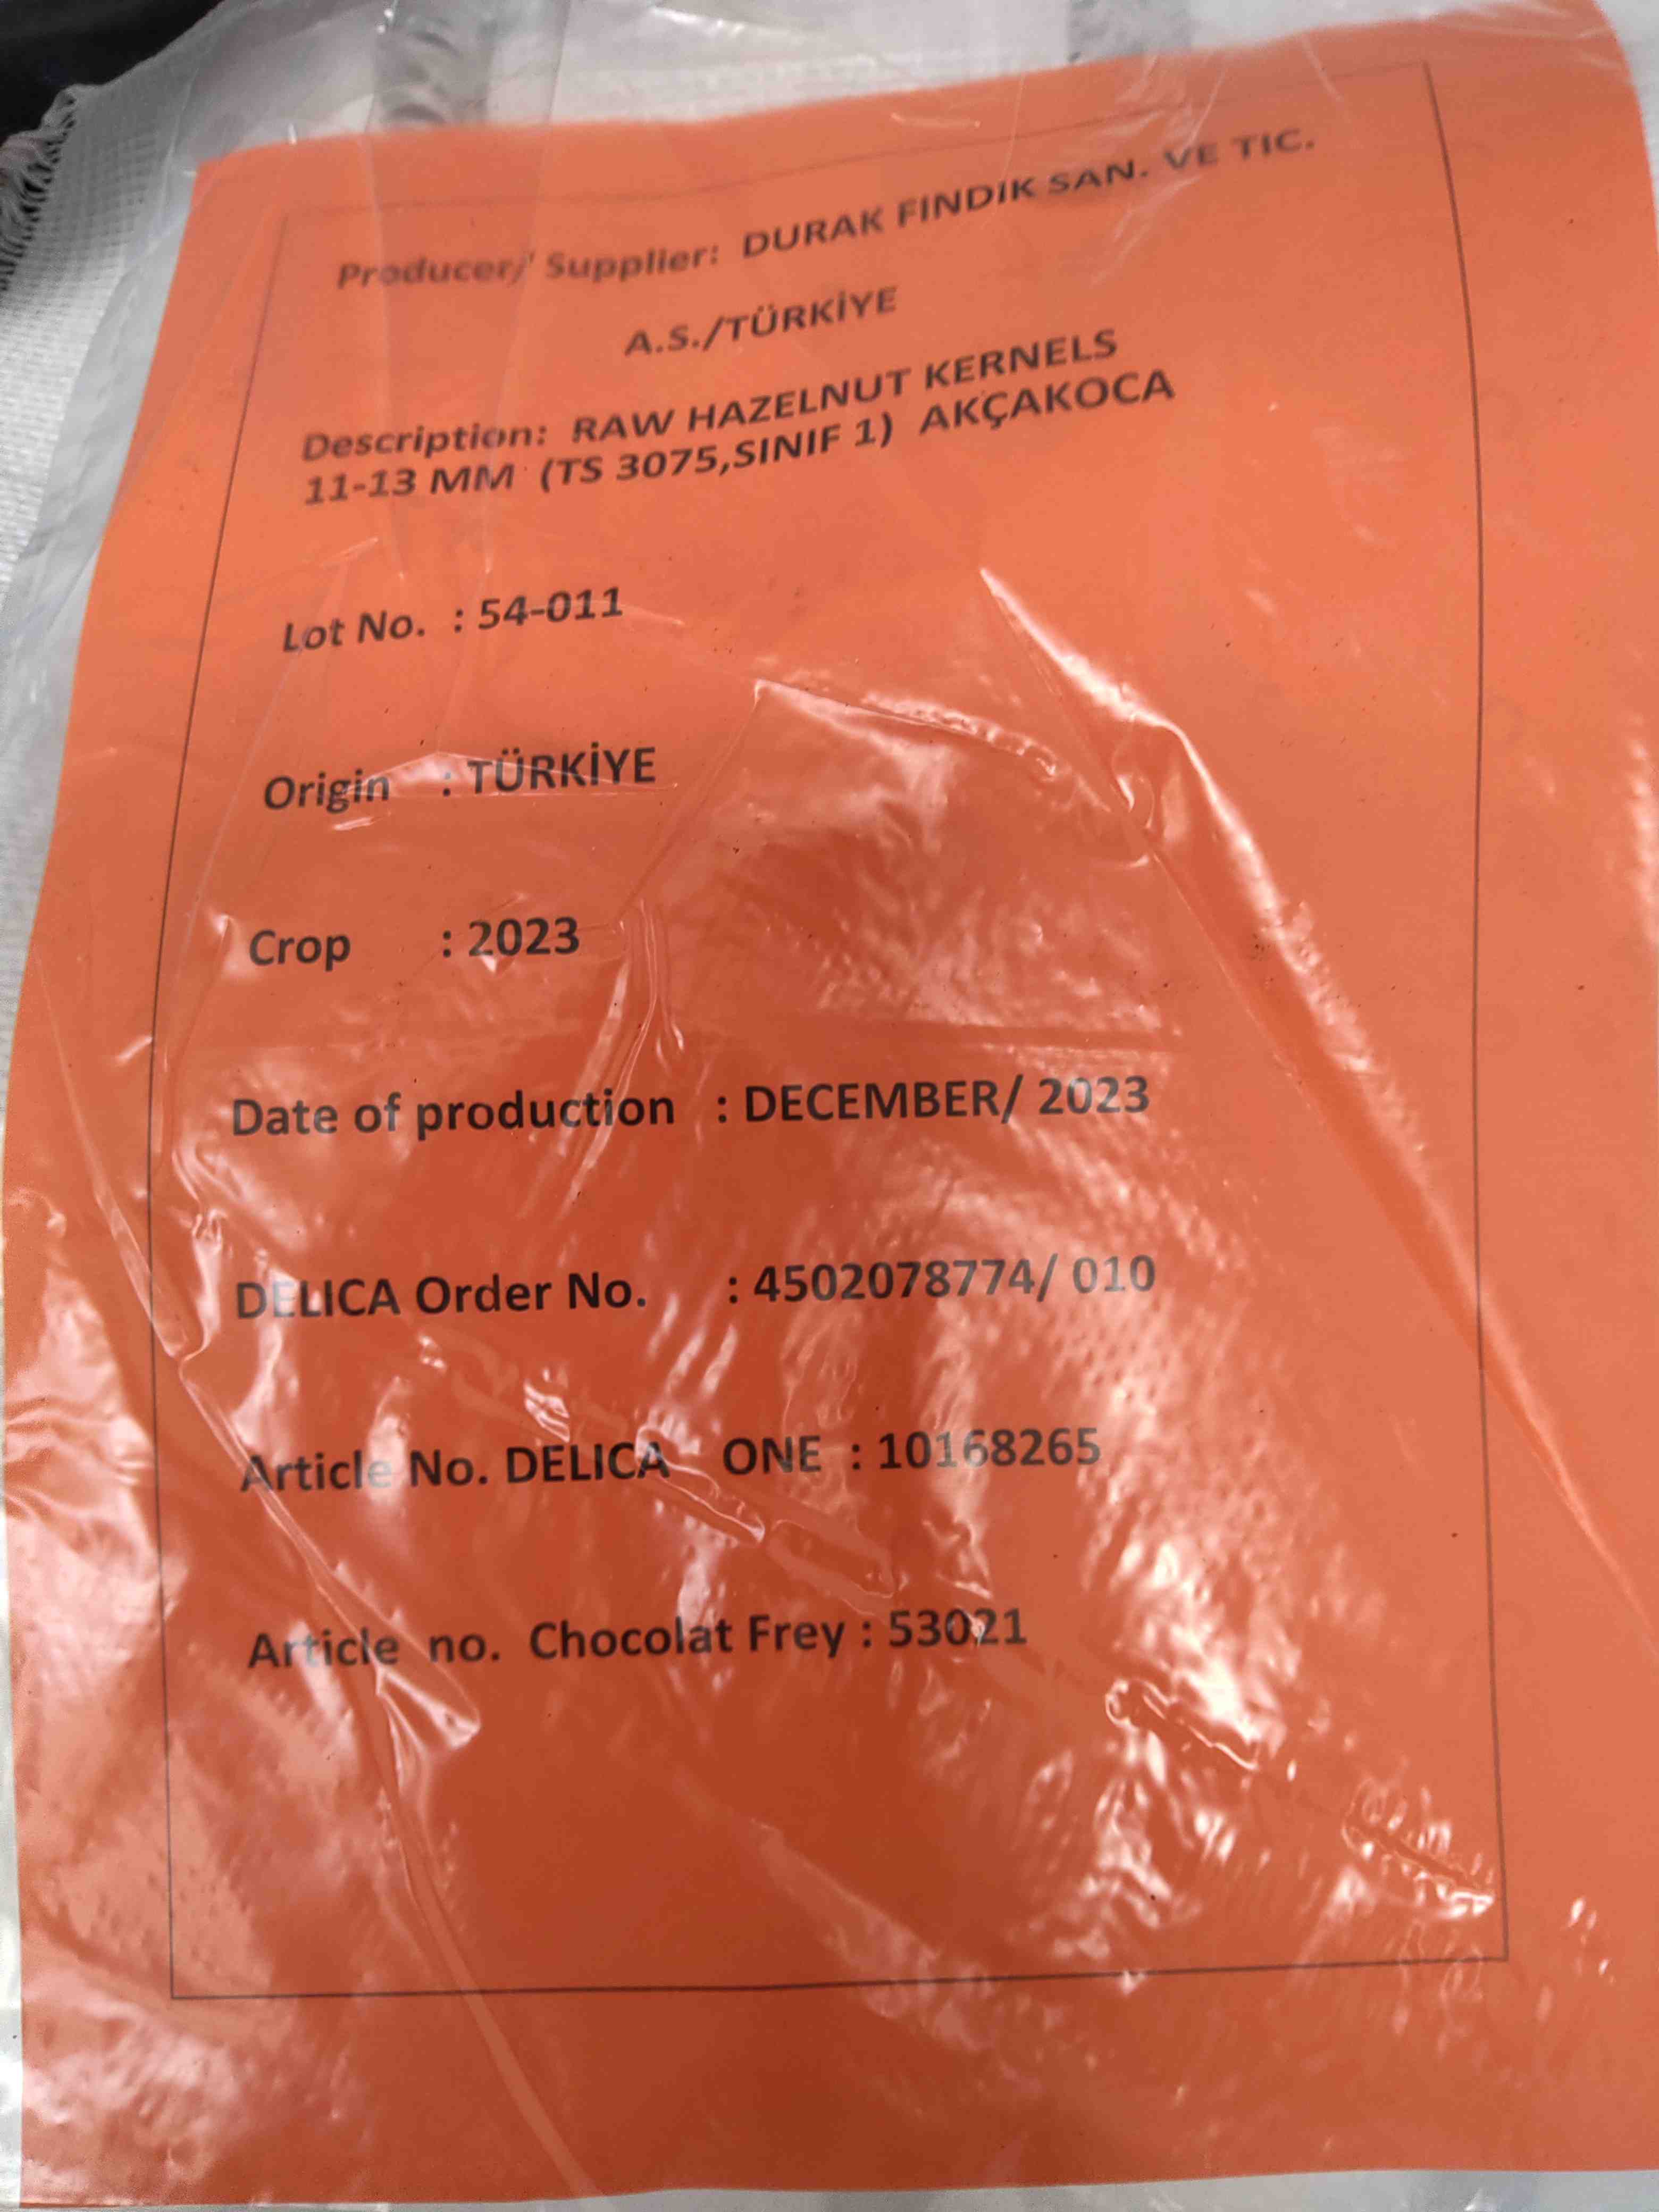 Producer/ Supplier: DURAK FINDIK SAN. VE TIC.
A.S./TÜRKİYE
Description: RAW HAZELNUT KERNELS
11-13 MM (TS 3075,SINIF 1) AKÇAKOCA
Lot No. : 54-011
Origin : TÜRKİYE
Crop : 2023
Date of production : DECEMBER/ 2023
DELICA Order No. : 4502078774/ 010
Article No. DELICA ONE : 10168265
Article no. Chocolat Frey : 53021